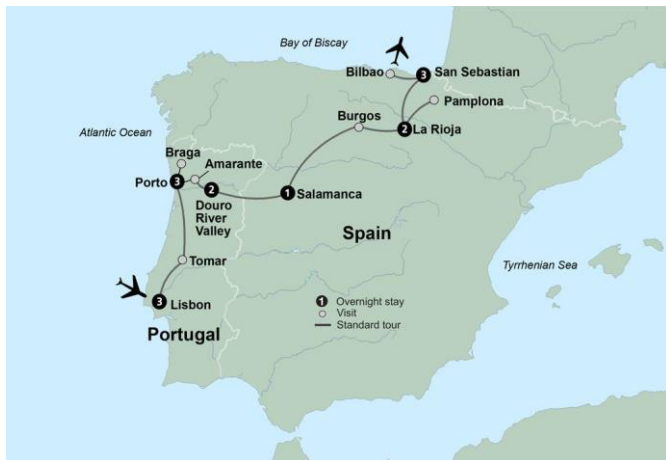 Bay of Biscay
Bilbao
3
San Sebastian
Pamplona
Burgos
2
La Rioja
Atlantic Ocean
Braga
Amarante
Porto
3
2
Douro
River
Valley
1
Salamanca
Spain
Tomar
Tyrrhenian Sea
3
Lisbon
Portugal
1 Overnight stay
Visit
Standard tour